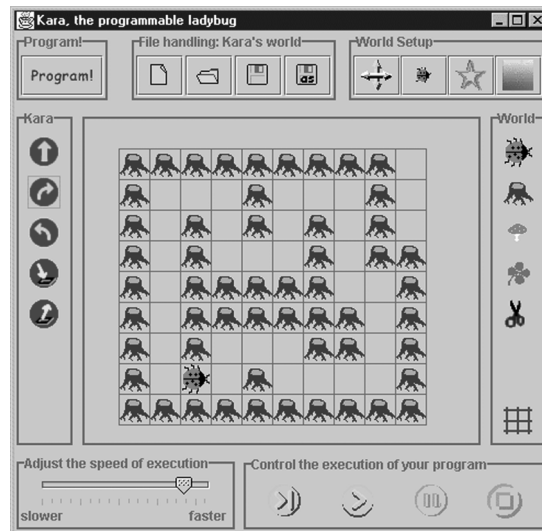 Kara, the programmable ladybug
Program! File handling: Kara's world World Setup
Program! as
Kara World
Adjust the speed of execution Control the execution of your program
slower faster